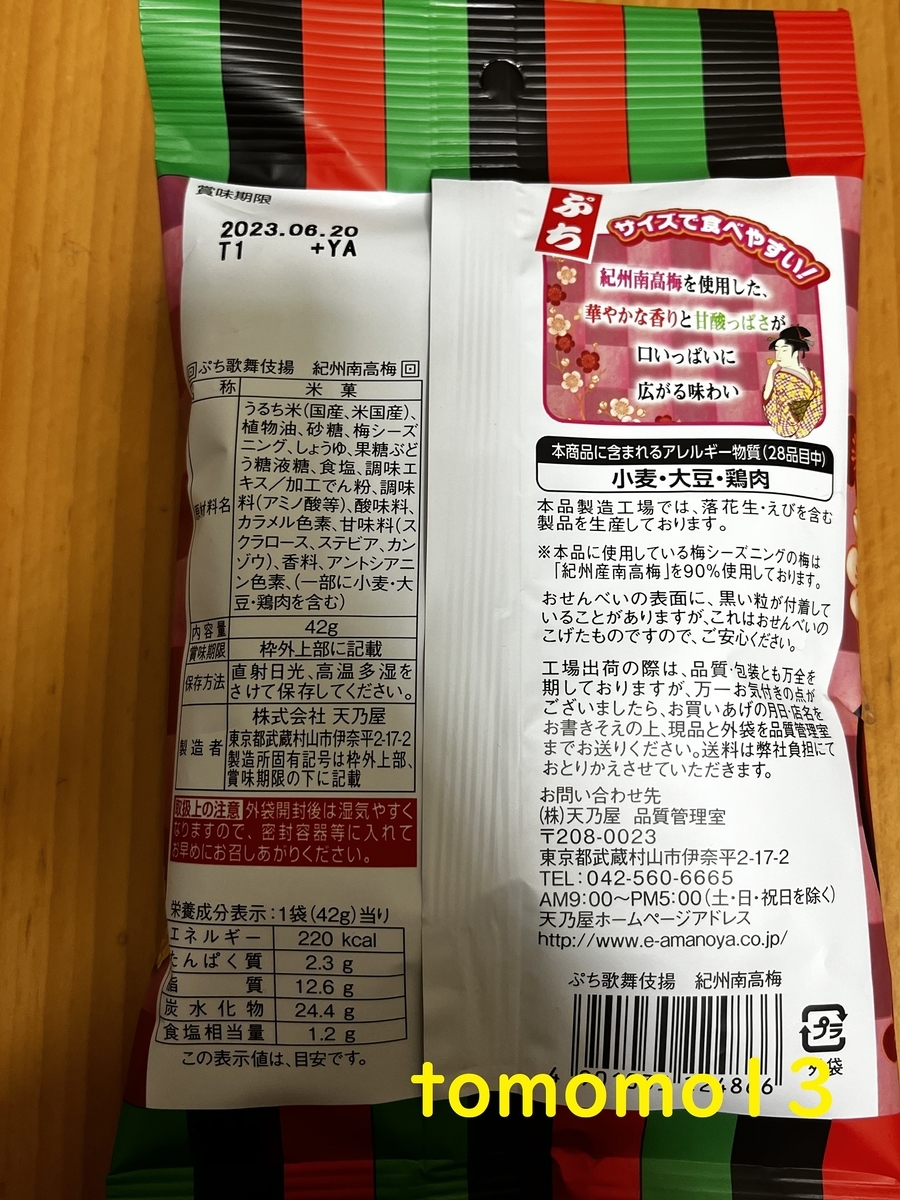 賞味期限
2023.06.20
T1 +YA
ぷち歌舞伎揚 紀州南高梅
称 米菓
原材料名
うるち米(国産、米国産)、
植物油、砂糖、梅シーズ
ニング、しょうゆ、果糖ぶど
う糖液糖、食塩、調味エ
キス/加工でん粉、調味
料(アミノ酸等)、酸味料、
カラメル色素、甘味料(ス
クラロース、ステビア、カン
ゾウ)、香料、アントシアニ
ン色素、(一部に小麦・大
豆・鶏肉を含む)
内容量 42g
賞味期限 枠外上部に記載
保存方法 直射日光、高温多湿を
さけて保存してください。
製造者 株式会社 天乃屋
東京都武蔵村山市伊奈平2-17-2
製造所固有記号は枠外上部、
賞味期限の下に記載
取扱上の注意 外袋開封後は湿気やすく
なりますので、密封容器等に入れて
お早めにお召しあがりください。
栄養成分表示:1袋(42g)当り
エネルギー 220 kcal
たんぱく質 2.3 g
脂質 12.6 g
炭水化物 24.4 g
食塩相当量 1.2 g
この表示値は、目安です。
ぷち
サイズで食べやすい!
紀州南高梅を使用した、
華やかな香りと甘酸っぱさが
口いっぱいに
広がる味わい
本商品に含まれるアレルギー物質(28品目中)
小麦・大豆・鶏肉
本品製造工場では、落花生・えびを含む
製品を生産しております。
※本品に使用している梅シーズニングの梅は
「紀州産南高梅」を90%使用しております。
おせんべいの表面に、黒い粒が付着して
いることがありますが、これはおせんべいの
こげたものですので、ご安心ください。
工場出荷の際は、品質・包装とも万全を
期しておりますが、万一お気付きの点が
ございましたら、お買いあげの月日・店名を
お書きそえの上、現品と外袋を品質管理室
までお送りください。送料は弊社負担にて
おとりかえさせていただきます。
お問い合わせ先
(株)天乃屋 品質管理室
〒208-0023
東京都武蔵村山市伊奈平2-17-2
TEL:042-560-6665
AM9:00〜PM5:00(土・日・祝日を除く)
天乃屋ホームページアドレス
http://www.e-amanoya.co.jp/
ぷち歌舞伎揚 紀州南高梅
プラ
外袋
tomomo13